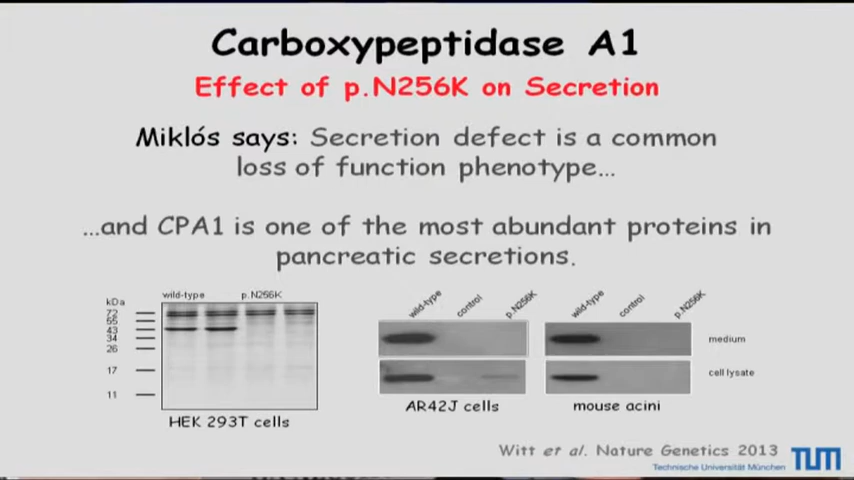 Carboxypeptidase A1
Effect of p.N256K on Secretion
Miklós says: Secretion defect is a common
loss of function phenotype...
...and CPA1 is one of the most abundant proteins in
pancreatic secretions.
wild-type p.N256K
kDa
72
55
43
34
26
17
11
HEK 293T cells
wild-type control p.N256K
AR42J cells
wild-type control p.N256K
medium
cell lysate
mouse acini
Witt et al. Nature Genetics 2013
TUM
Technische Universität München